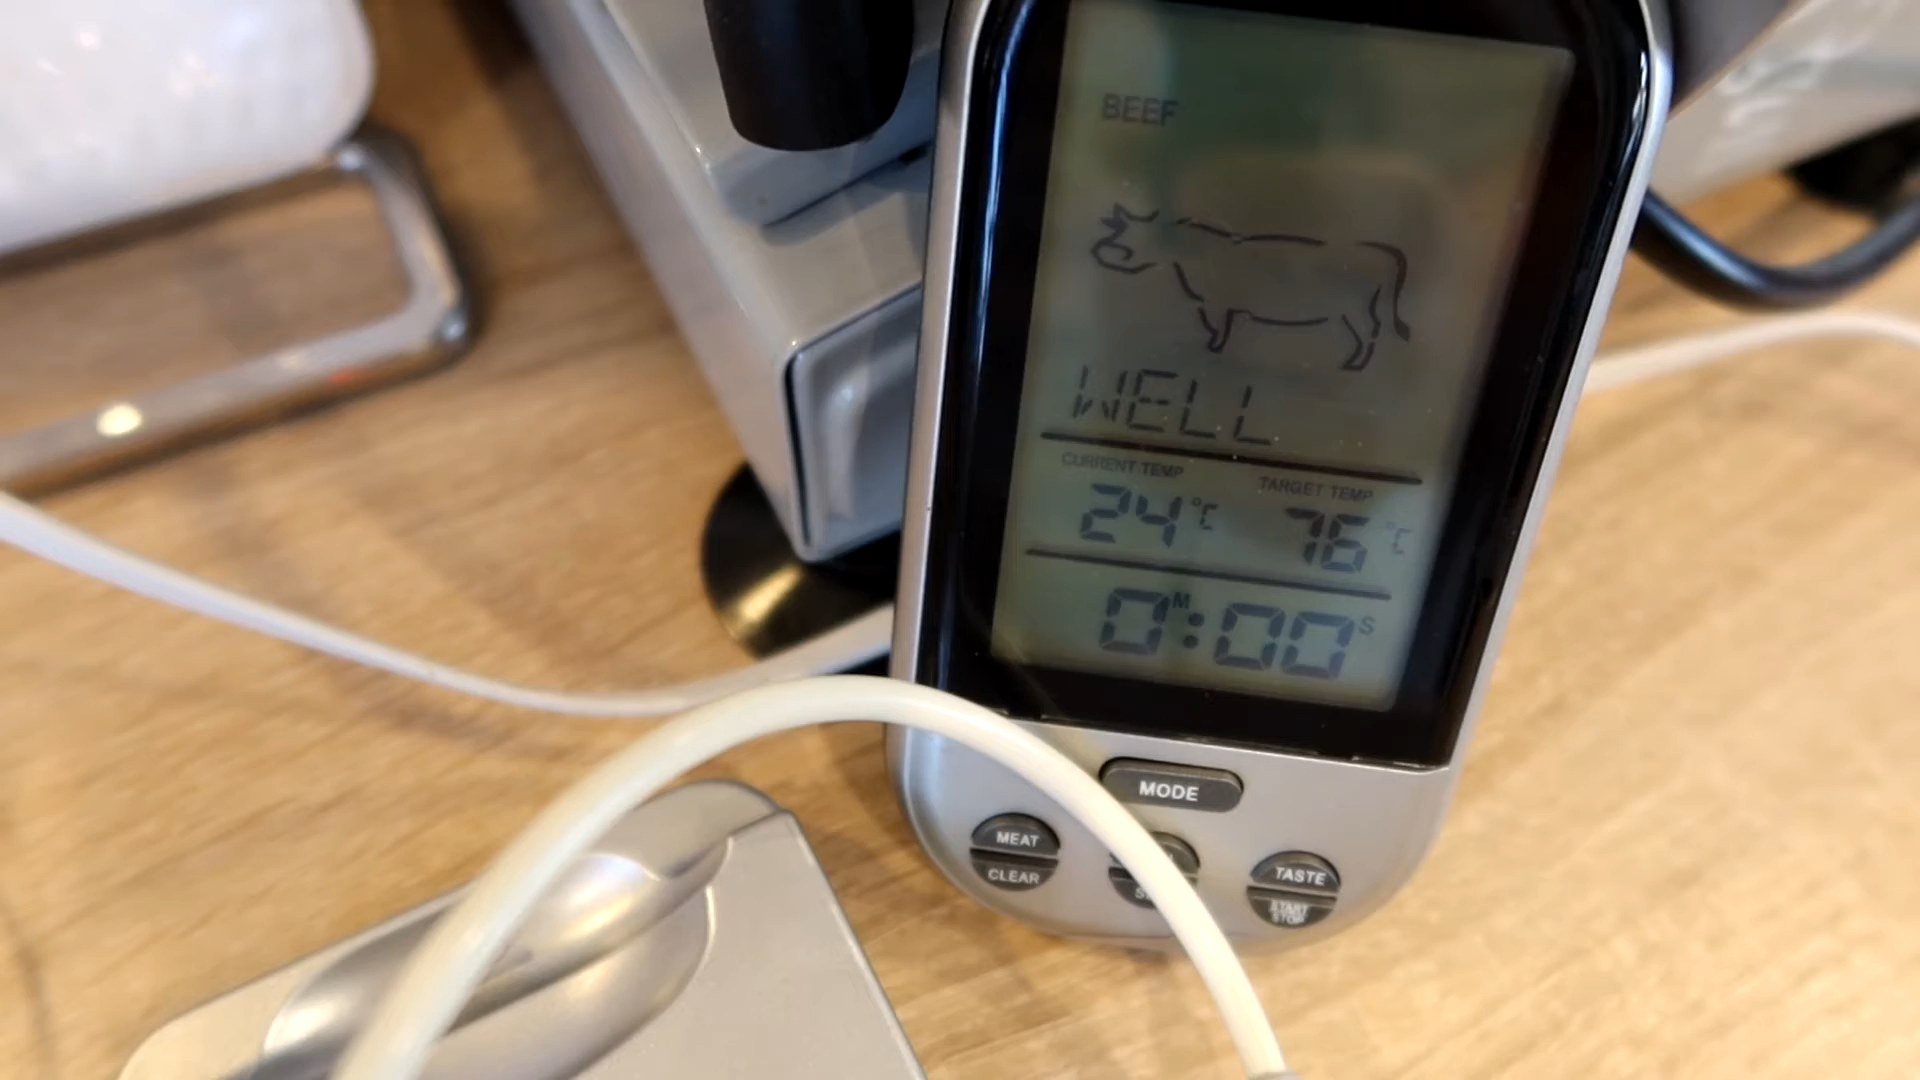 BEEF
WELL
CURRENT TEMP TARGET TEMP
24°C 76°C
0M:00S
MODE
MEAT
CLEAR
TASTE
START
STOP